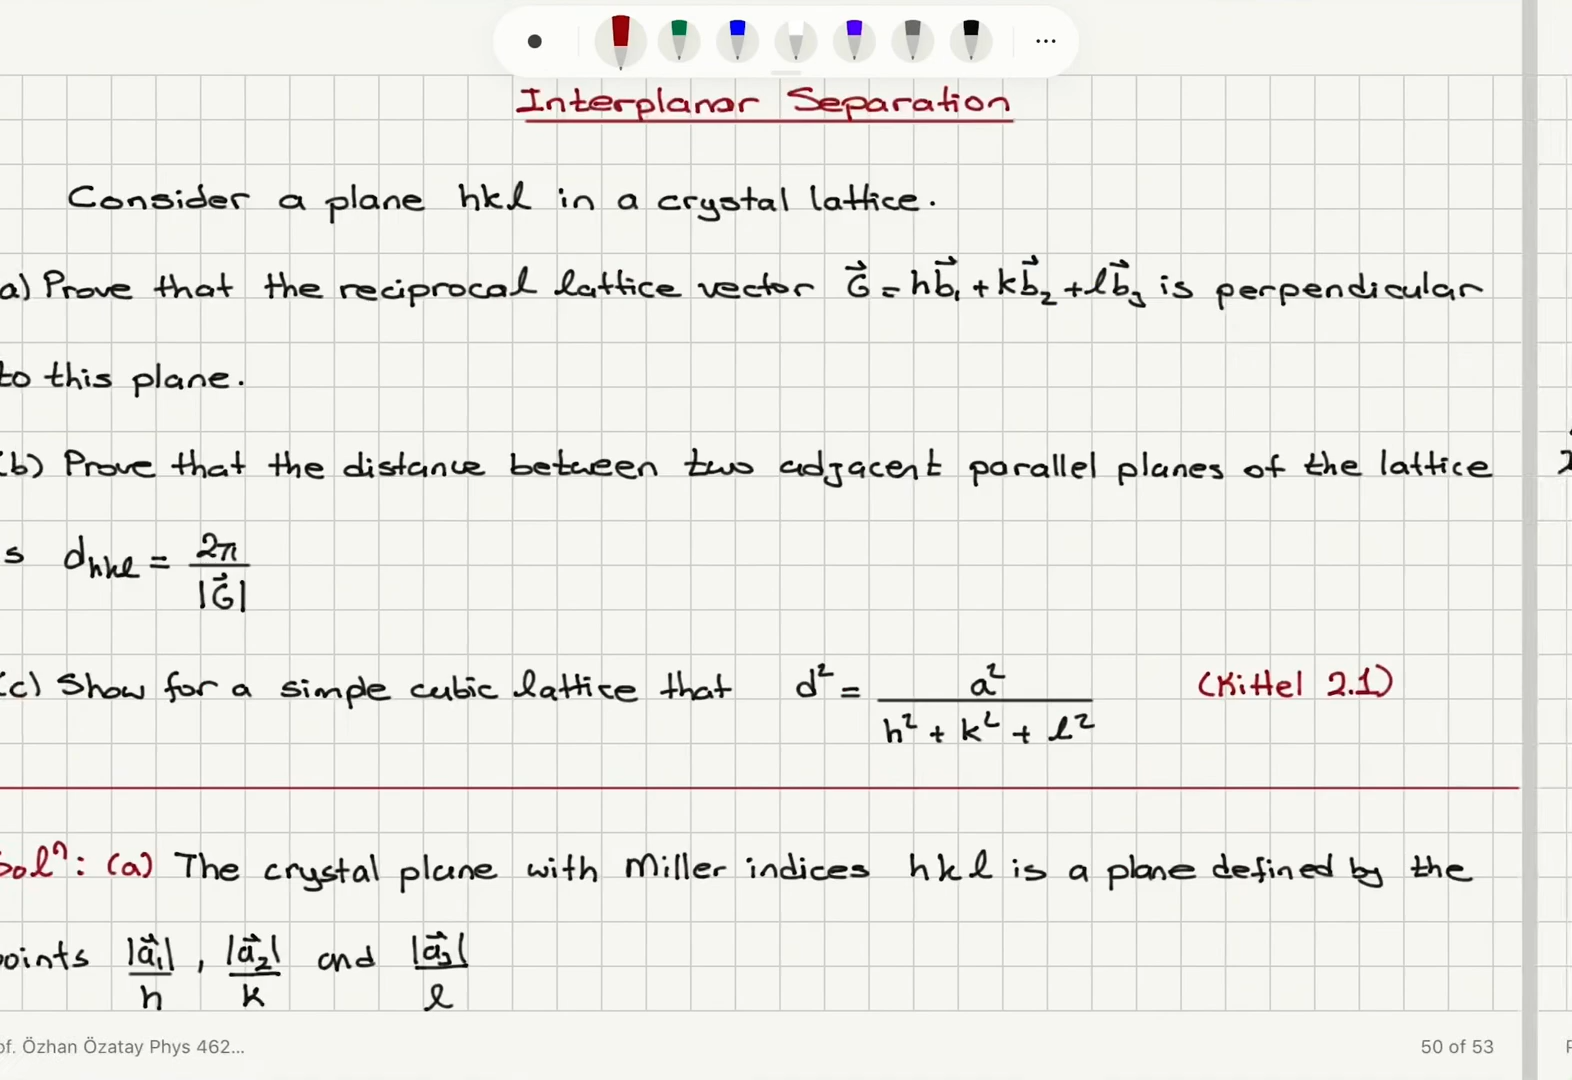 Interplanar Separation
Consider a plane hkl in a crystal lattice.
a) Prove that the reciprocal lattice vector G⃗ = hb⃗₁ + kb⃗₂ + lb⃗₃ is perpendicular
to this plane.
(b) Prove that the distance between two adjacent parallel planes of the lattice
s d_hkl = 2π / |G⃗|
(c) Show for a simple cubic lattice that d² = a² / (h² + k² + l²) (Kittel 2.1)
Solⁿ: (a) The crystal plane with Miller indices hkl is a plane defined by the
points |a⃗₁|/h , |a⃗₂|/k and |a⃗₃|/l
of. Özhan Özatay Phys 462... 50 of 53